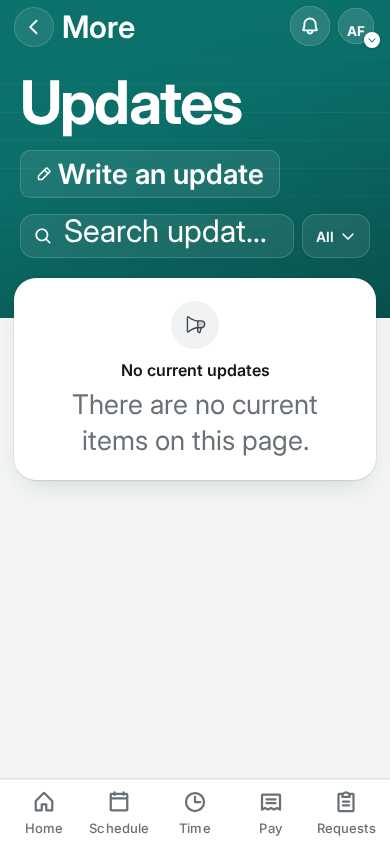 More
AF
Updates
Write an update
Search updat...
All
No current updates
There are no current
items on this page.
Home
Schedule
Time
Pay
Requests